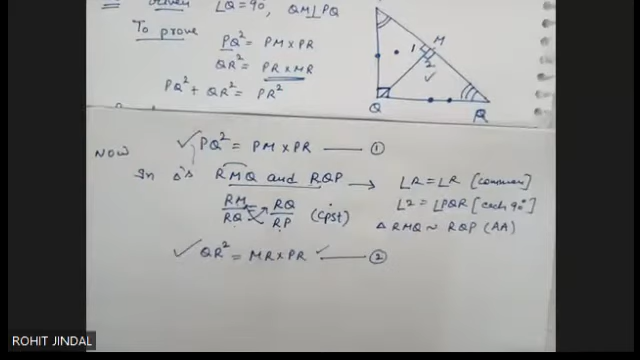 Given ∠Q = 90°, QM⊥PQ
To prove
PQ² = PM × PR
QR² = PR × MR
PQ² + QR² = PR²
1
M
2
Q
R
Now
✓ PQ² = PM × PR —— ①
In Δ's RMQ and RQP → ∠R = ∠R [common]
RM/RQ = RQ/RP (cpst)
∠2 = ∠PQR [each 90°]
Δ RMQ ~ RQP (AA)
✓ QR² = MR × PR ✓ —— ②
ROHIT JINDAL